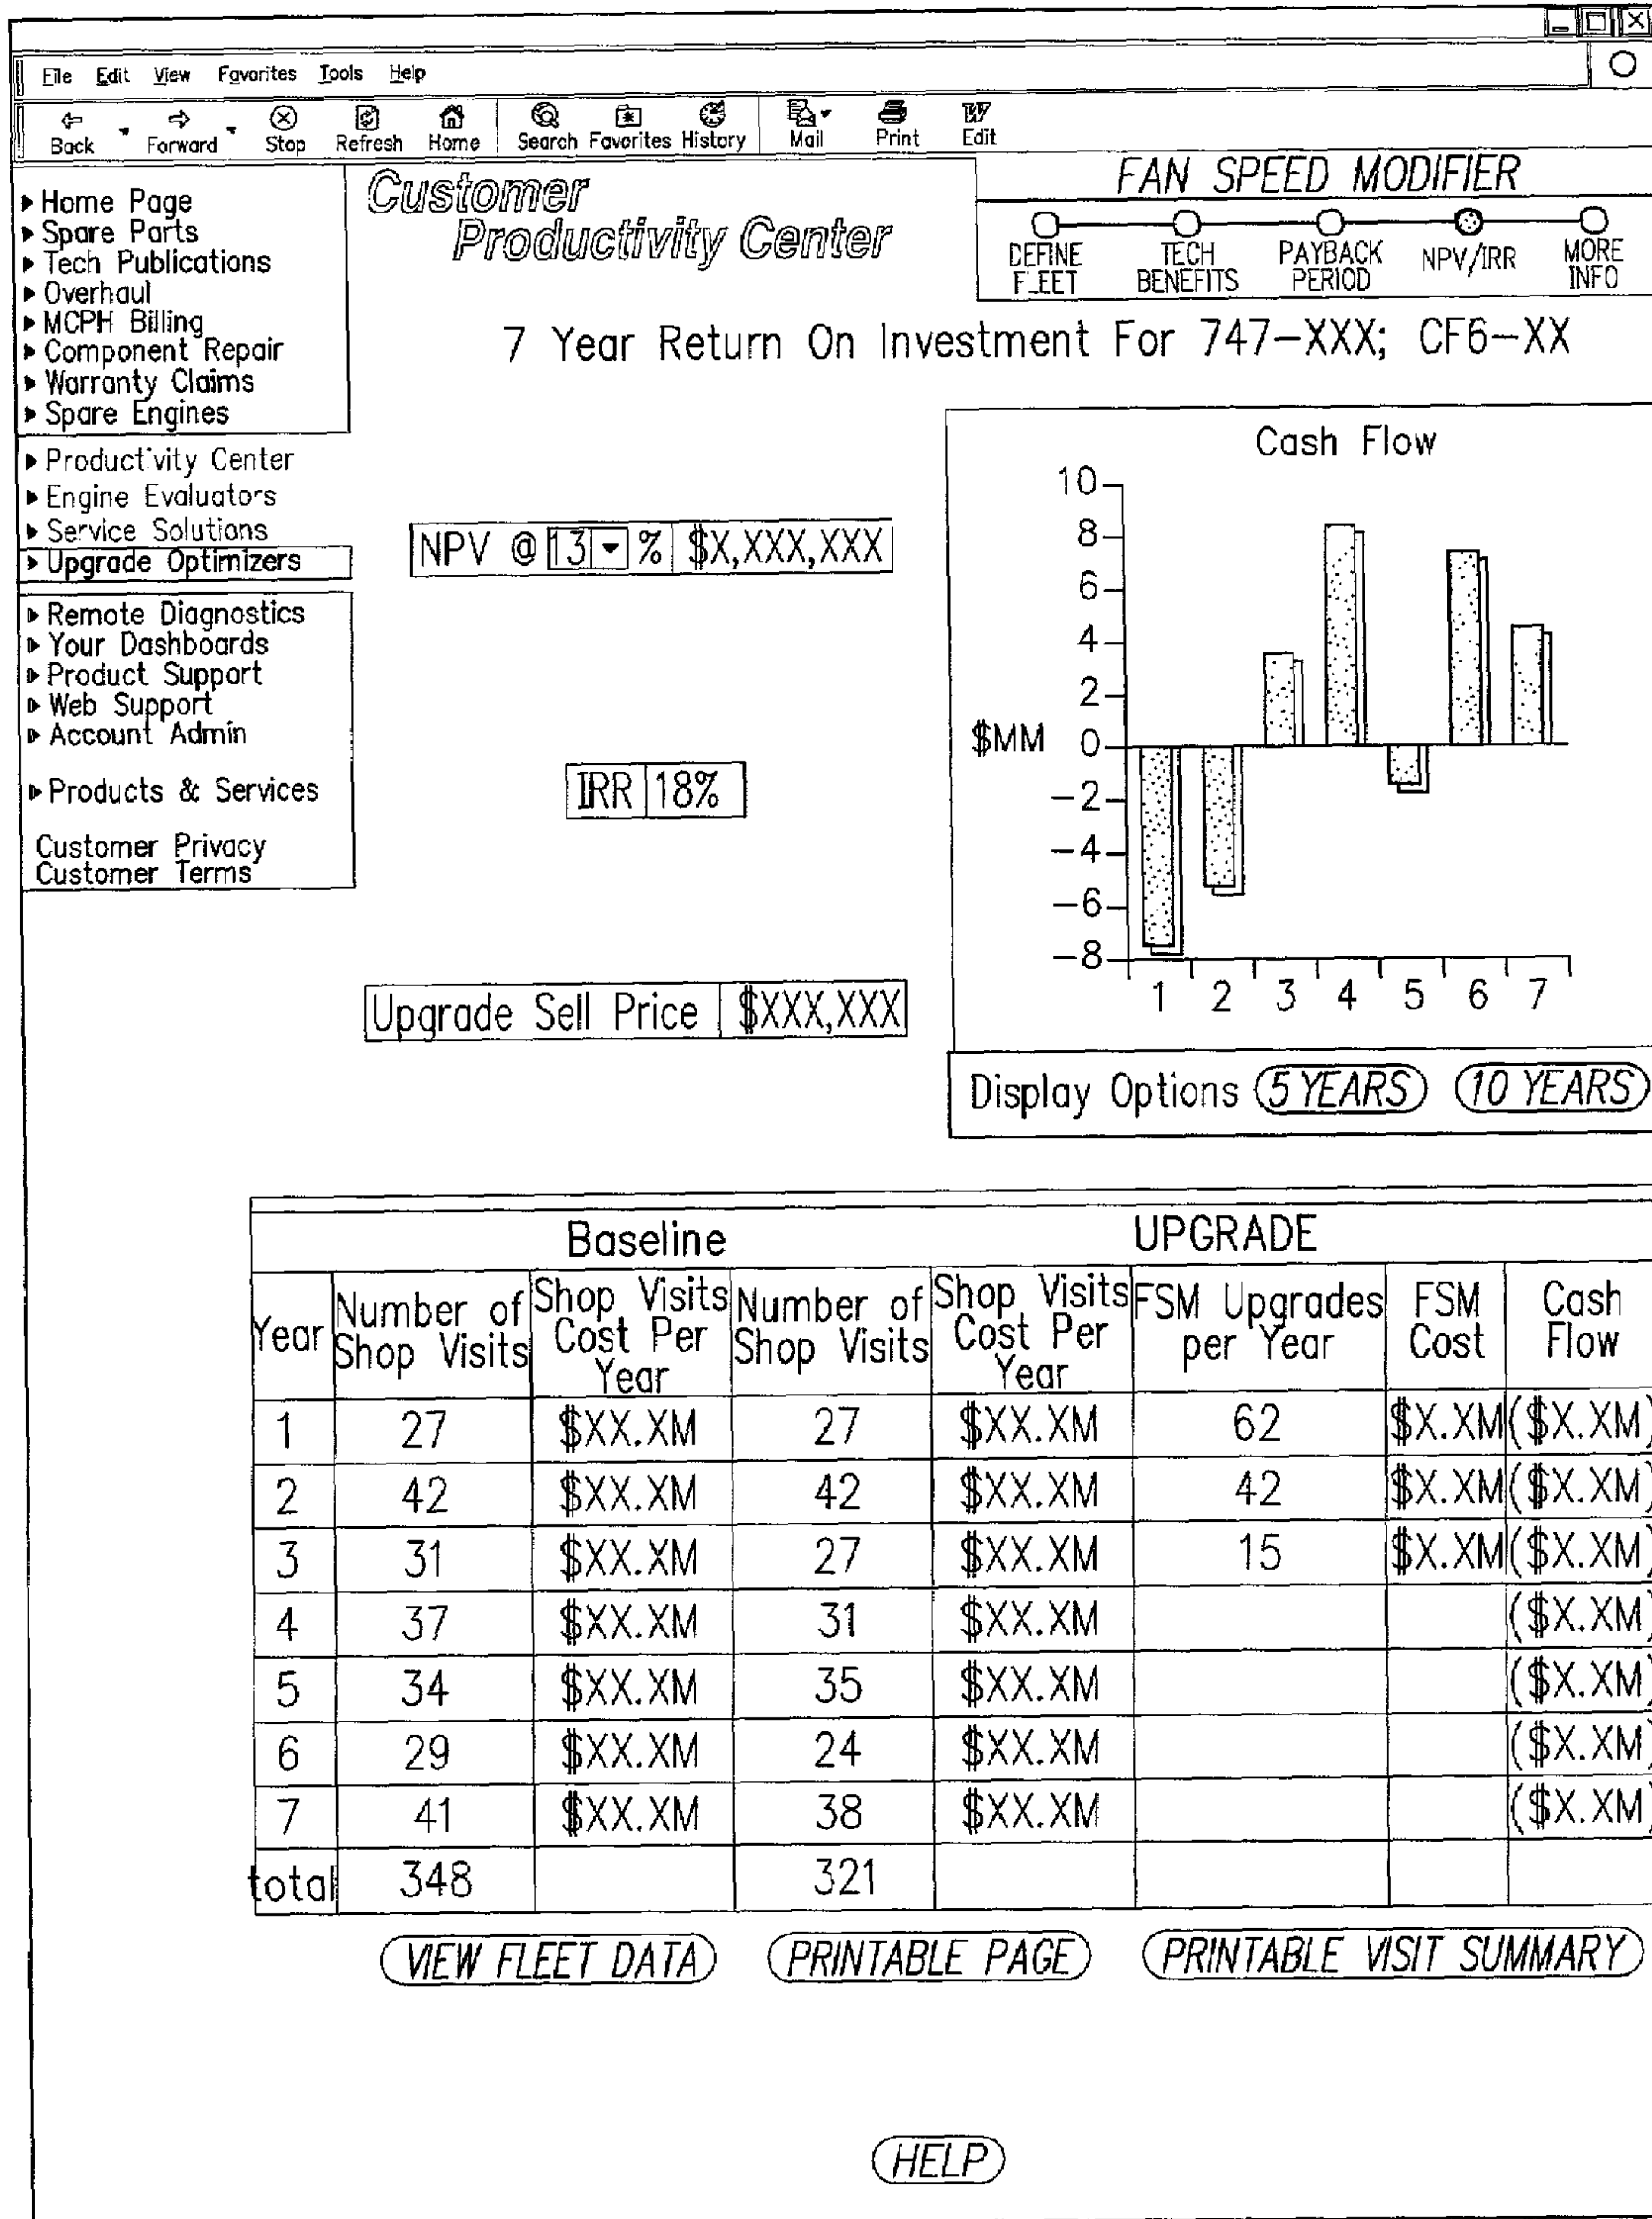 File Edit View Favorites Tools Help
Back Forward Stop Refresh Home Search Favorites History Mail Print Edit
Home Page
Spare Parts
Tech Publications
Overhaul
MCPH Billing
Component Repair
Warranty Claims
Spare Engines
Productivity Center
Engine Evaluators
Service Solutions
Upgrade Optimizers
Remote Diagnostics
Your Dashboards
Product Support
Web Support
Account Admin
Products & Services
Customer Privacy
Customer Terms
Customer
Productivity Center
FAN SPEED MODIFIER
DEFINE FLEET
TECH BENEFITS
PAYBACK PERIOD
NPV/IRR
MORE INFO
7 Year Return On Investment For 747-XXX; CF6-XX
NPV @ 13 % $X,XXX,XXX
IRR 18%
Upgrade Sell Price $XXX,XXX
Cash Flow
10
8
6
4
2
$MM 0
-2
-4
-6
-8
1 2 3 4 5 6 7
Display Options 5 YEARS 10 YEARS
Baseline UPGRADE
Year Number of Shop Visits Shop Visits Cost Per Year Number of Shop Visits Shop Visits Cost Per Year FSM Upgrades per Year FSM Cost Cash Flow
1 27 $XX.XM 27 $XX.XM 62 $X.XM ($X.XM)
2 42 $XX.XM 42 $XX.XM 42 $X.XM ($X.XM)
3 31 $XX.XM 27 $XX.XM 15 $X.XM ($X.XM)
4 37 $XX.XM 31 $XX.XM ($X.XM)
5 34 $XX.XM 35 $XX.XM ($X.XM)
6 29 $XX.XM 24 $XX.XM ($X.XM)
7 41 $XX.XM 38 $XX.XM ($X.XM)
total 348 321
VIEW FLEET DATA PRINTABLE PAGE PRINTABLE VISIT SUMMARY
HELP